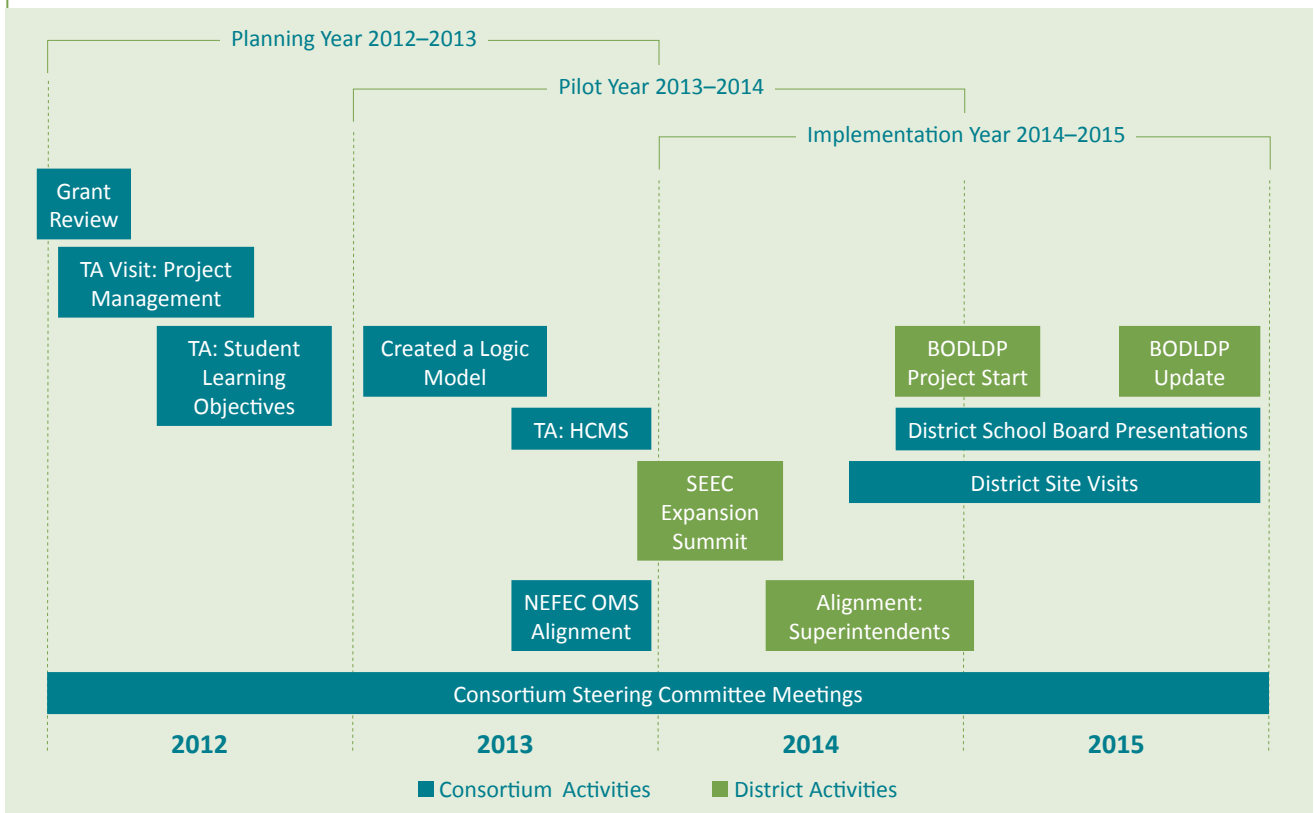 Planning Year 2012–2013
Pilot Year 2013–2014
Implementation Year 2014–2015
Grant
Review
TA Visit: Project
Management
TA: Student
Learning
Objectives
Created a Logic
Model
BODLDP
Project Start
BODLDP
Update
TA: HCMS
District School Board Presentations
SEEC
Expansion
Summit
District Site Visits
NEFEC OMS
Alignment
Alignment:
Superintendents
Consortium Steering Committee Meetings
2012
2013
2014
2015
Consortium Activities
District Activities